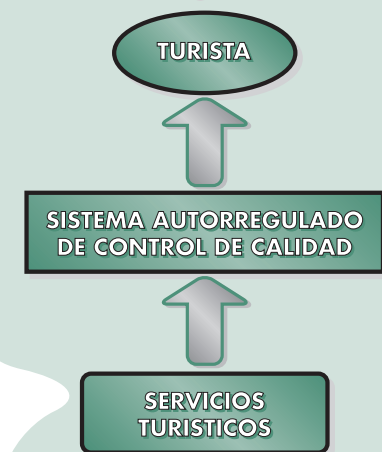 TURISTA
SISTEMA AUTORREGULADO
DE CONTROL DE CALIDAD
SERVICIOS
TURISTICOS